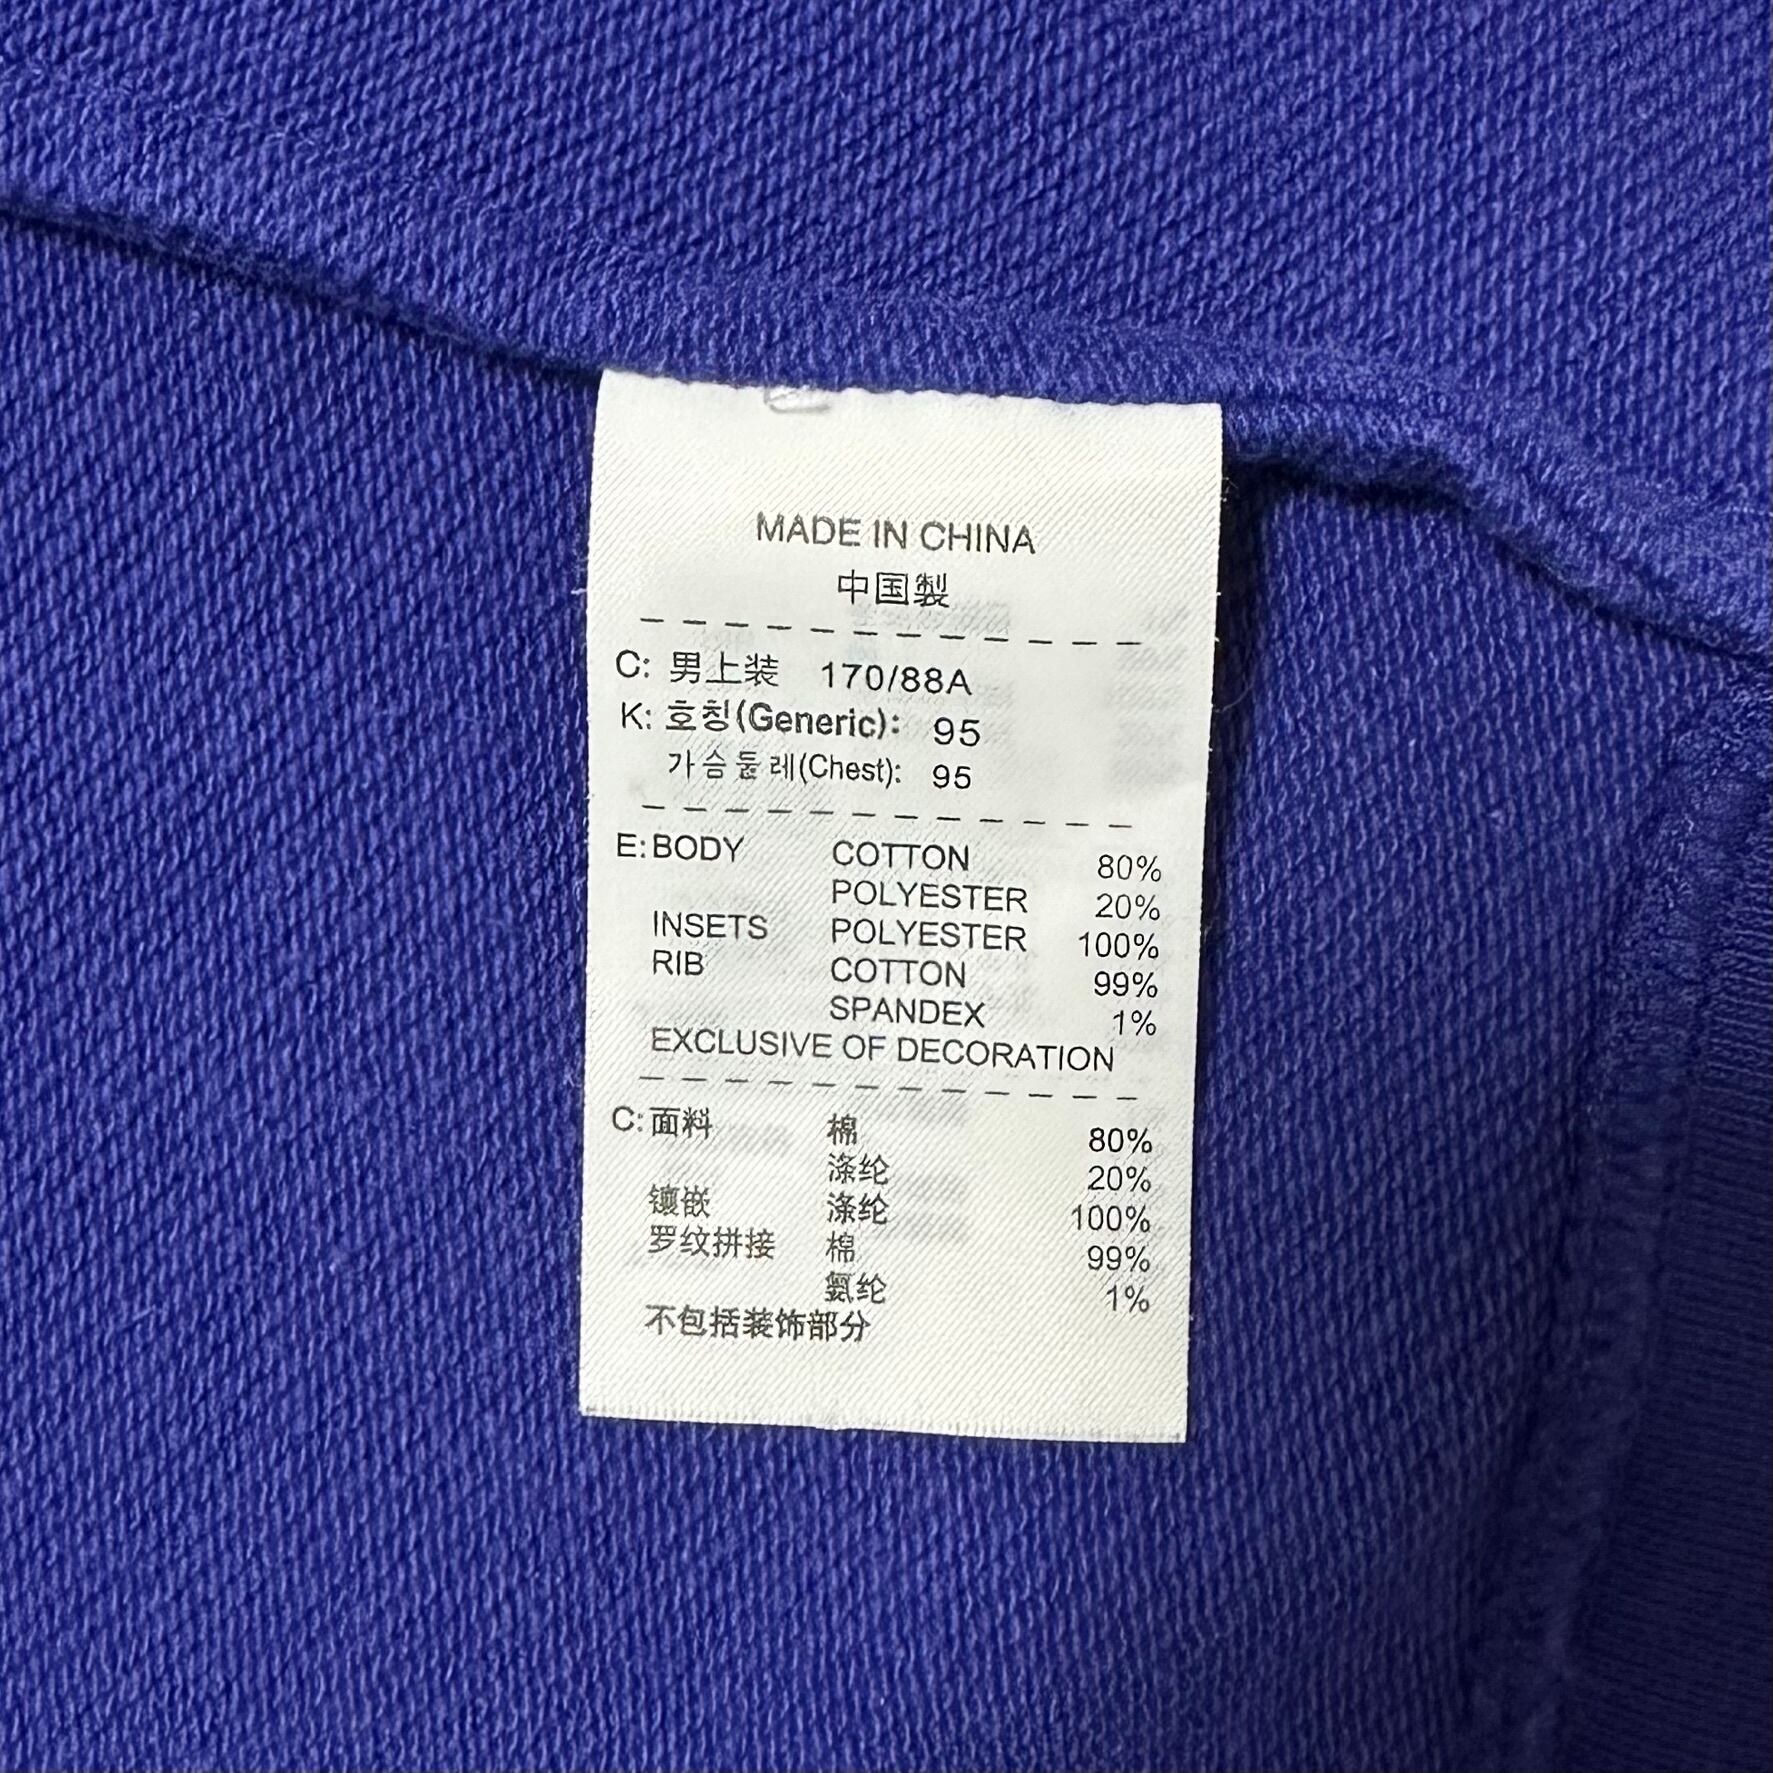 MADE IN CHINA
中国製
C: 男上装 170/88A
K: 호칭(Generic): 95
가슴둘레(Chest): 95
E: BODY COTTON 80%
POLYESTER 20%
INSETS POLYESTER 100%
RIB COTTON 99%
SPANDEX 1%
EXCLUSIVE OF DECORATION
C: 面料 棉 80%
涤纶 20%
镶嵌 涤纶 100%
罗纹拼接 棉 99%
氨纶 1%
不包括装饰部分